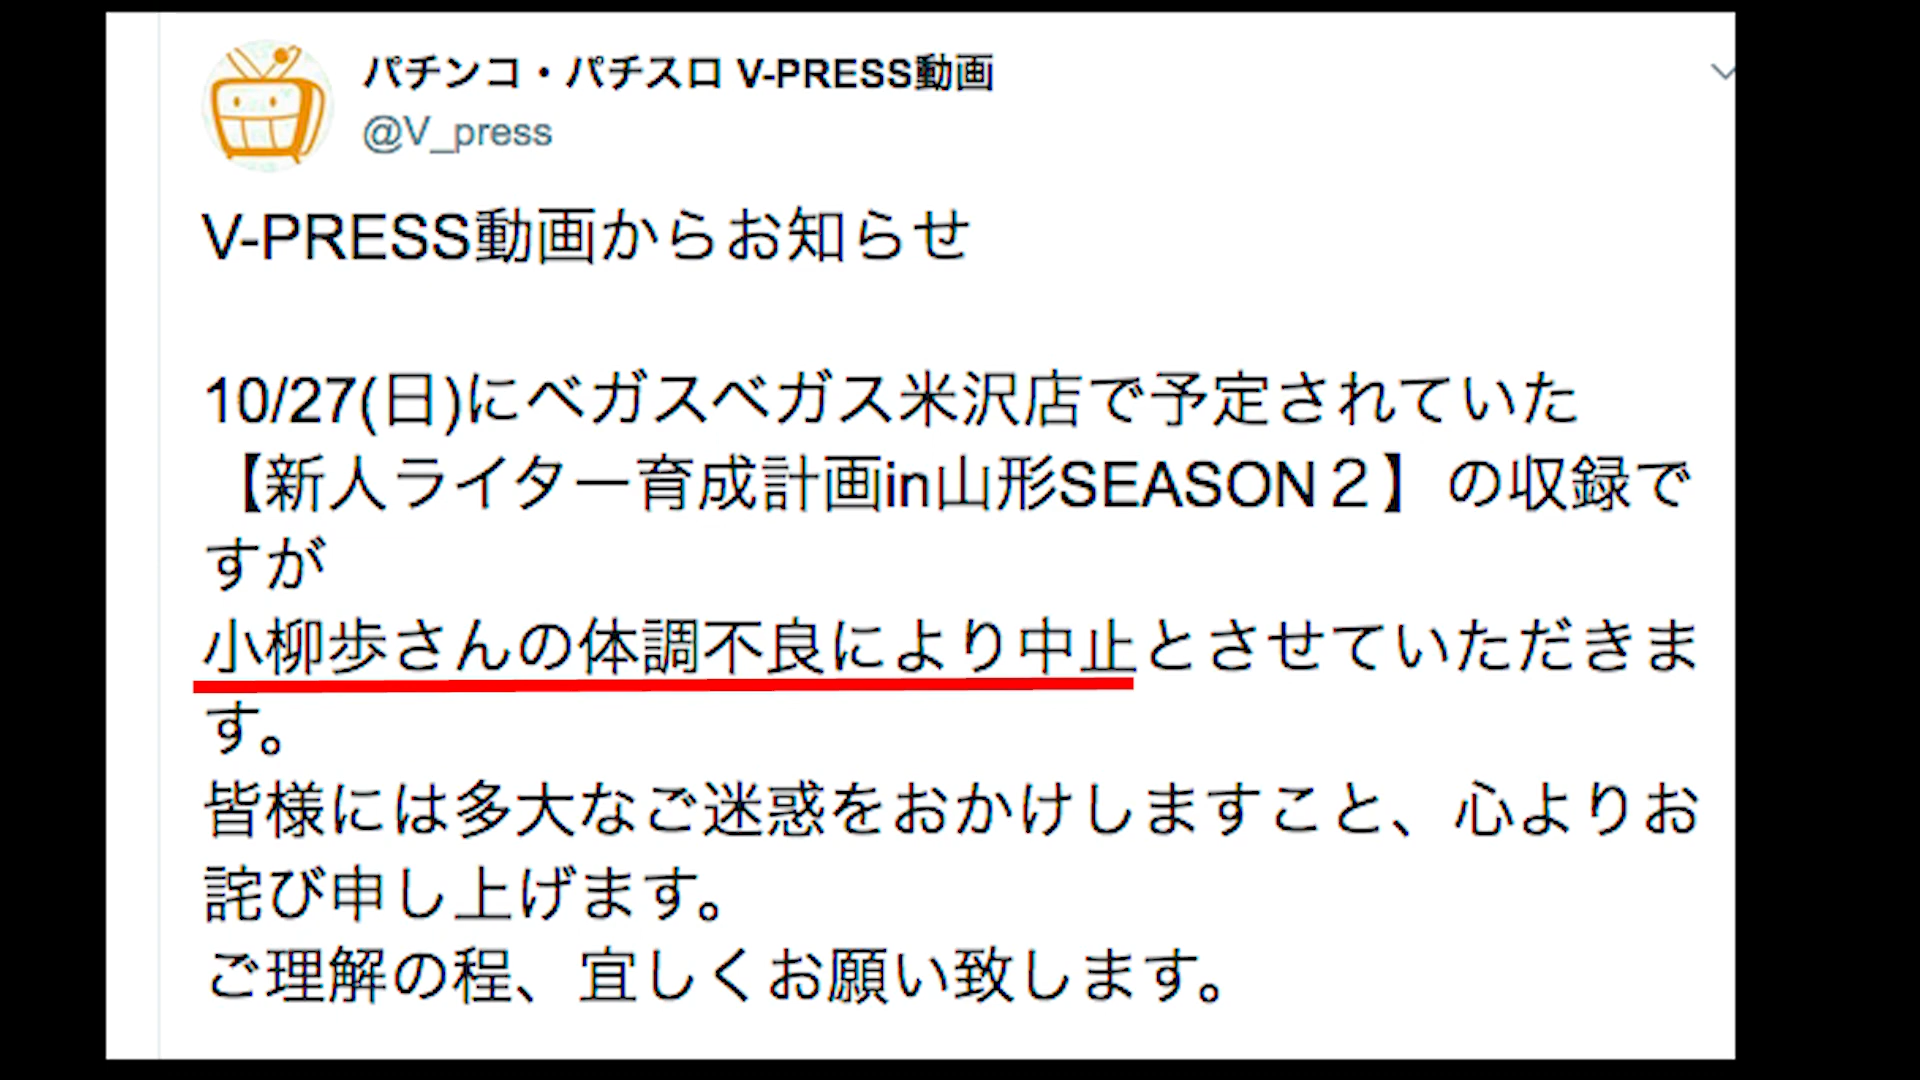 パチンコ・パチスロ V-PRESS動画
@V_press
V-PRESS動画からお知らせ
10/27(日)にベガスベガス米沢店で予定されていた
【新人ライター育成計画in山形SEASON２】の収録で
すが
小柳歩さんの体調不良により中止とさせていただきま
す。
皆様には多大なご迷惑をおかけしますこと、心よりお
詫び申し上げます。
ご理解の程、宜しくお願い致します。